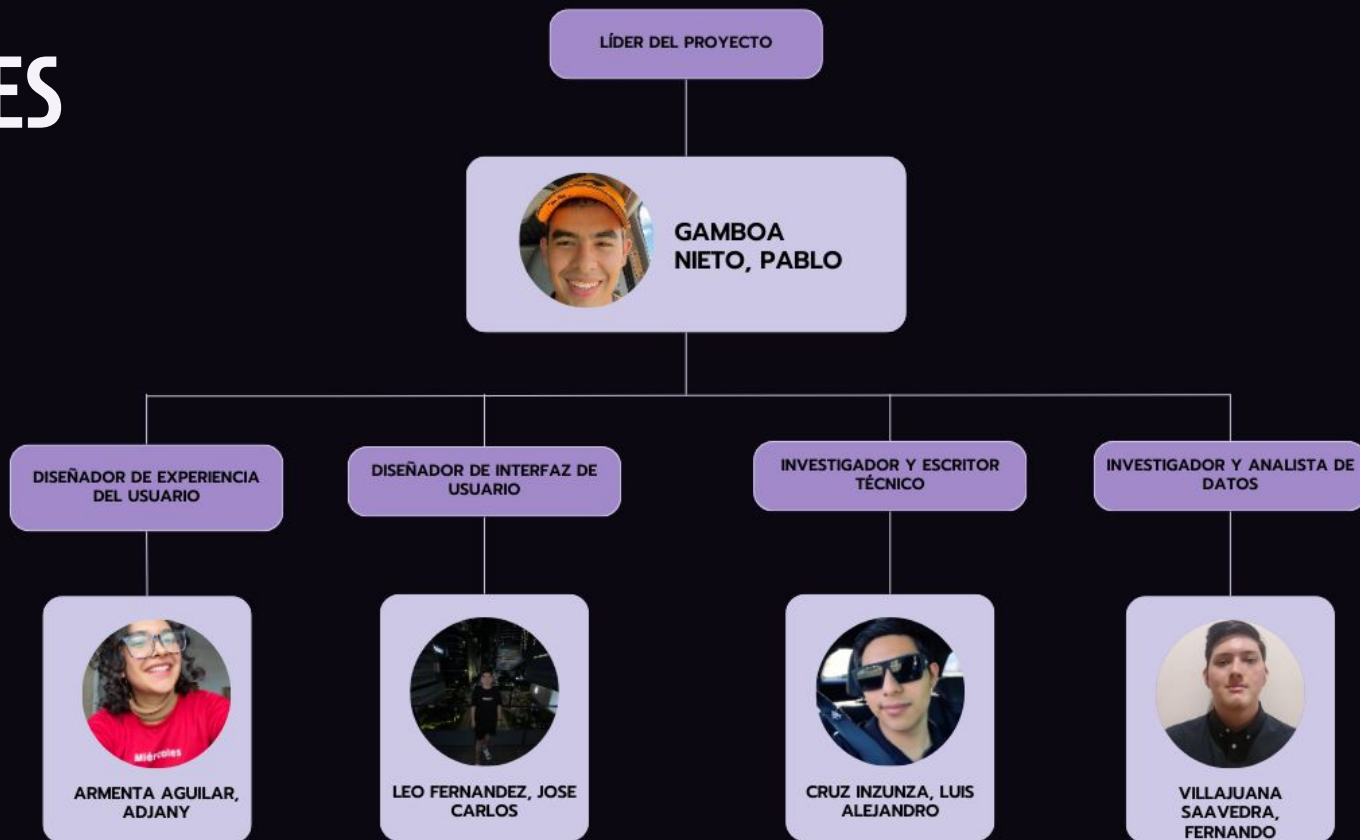 ES
LÍDER DEL PROYECTO
GAMBOA
NIETO, PABLO
DISEÑADOR DE EXPERIENCIA
DEL USUARIO
DISEÑADOR DE INTERFAZ DE
USUARIO
INVESTIGADOR Y ESCRITOR
TÉCNICO
INVESTIGADOR Y ANALISTA DE
DATOS
Miércoles
ARMENTA AGUILAR,
ADJANY
LEO FERNANDEZ, JOSE
CARLOS
CRUZ INZUNZA, LUIS
ALEJANDRO
VILLAJUANA
SAAVEDRA,
FERNANDO